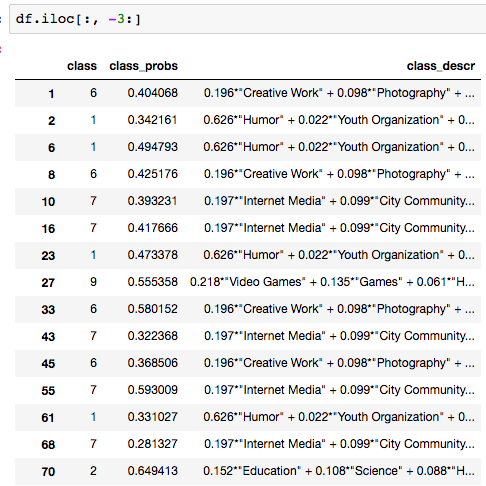 df.iloc[:, -3:]
class class_probs class_descr
1 6 0.404068 0.196*"Creative Work" + 0.098*"Photography" + ...
2 1 0.342161 0.626*"Humor" + 0.022*"Youth Organization" + 0...
6 1 0.494793 0.626*"Humor" + 0.022*"Youth Organization" + 0...
8 6 0.425176 0.196*"Creative Work" + 0.098*"Photography" + ...
10 7 0.393231 0.197*"Internet Media" + 0.099*"City Community...
16 7 0.417666 0.197*"Internet Media" + 0.099*"City Community...
23 1 0.473378 0.626*"Humor" + 0.022*"Youth Organization" + 0...
27 9 0.555358 0.218*"Video Games" + 0.135*"Games" + 0.061*"H...
33 6 0.580152 0.196*"Creative Work" + 0.098*"Photography" + ...
43 7 0.322368 0.197*"Internet Media" + 0.099*"City Community...
45 6 0.368506 0.196*"Creative Work" + 0.098*"Photography" + ...
55 7 0.593009 0.197*"Internet Media" + 0.099*"City Community...
61 1 0.331027 0.626*"Humor" + 0.022*"Youth Organization" + 0...
68 7 0.281327 0.197*"Internet Media" + 0.099*"City Community...
70 2 0.649413 0.152*"Education" + 0.108*"Science" + 0.088*"H...